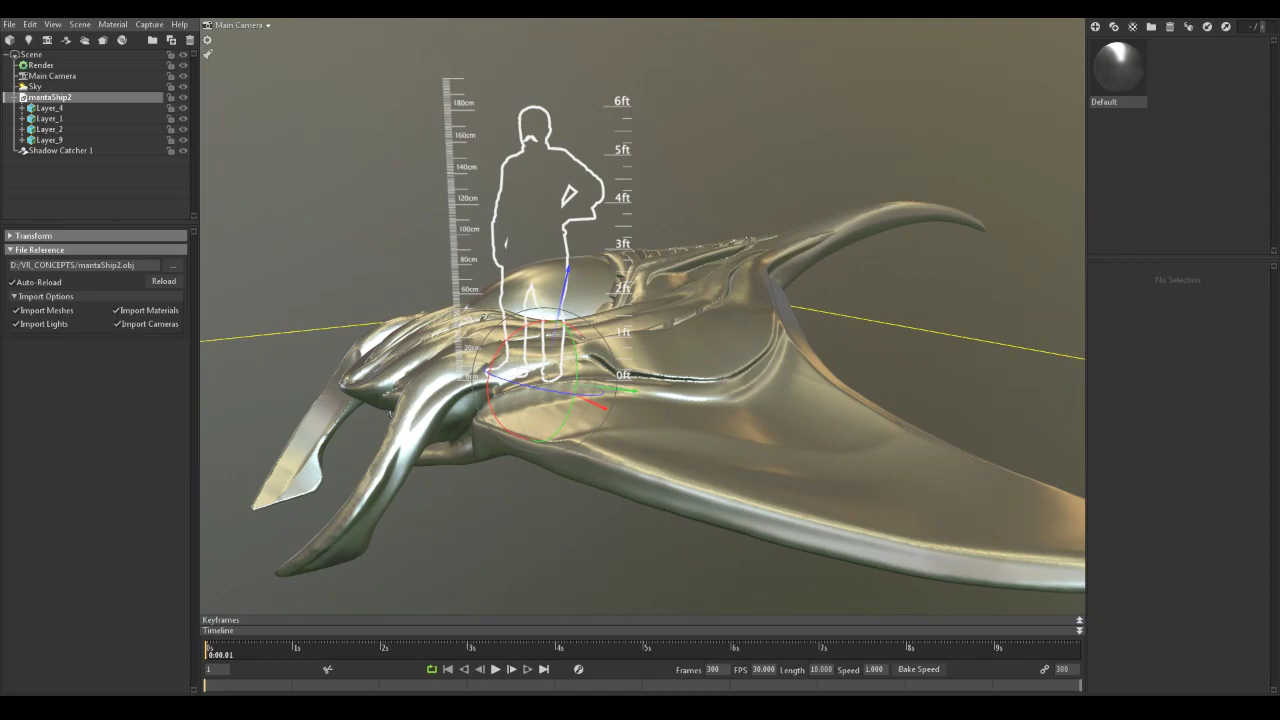 File Edit View Scene Material Capture Help
Main Camera
Scene
Render
Main Camera
Sky
mantaShip2
Layer_4
Layer_1
Layer_2
Layer_9
Shadow Catcher 1
Transform
File Reference
D:/VR_CONCEPTS/mantaShip2.obj ...
Auto-Reload Reload
Import Options
Import Meshes Import Materials
Import Lights Import Cameras
180cm
160cm
140cm
120cm
100cm
80cm
60cm
20cm
0cm
6ft
5ft
4ft
3ft
2ft
1ft
0ft
Default
No Selection
Keyframes
Timeline
0s 1s 2s 3s 4s 5s 6s 7s 8s 9s
0:00.01
1
Frames 300 FPS 30.000 Length 10.000 Speed 1.000 Bake Speed 300